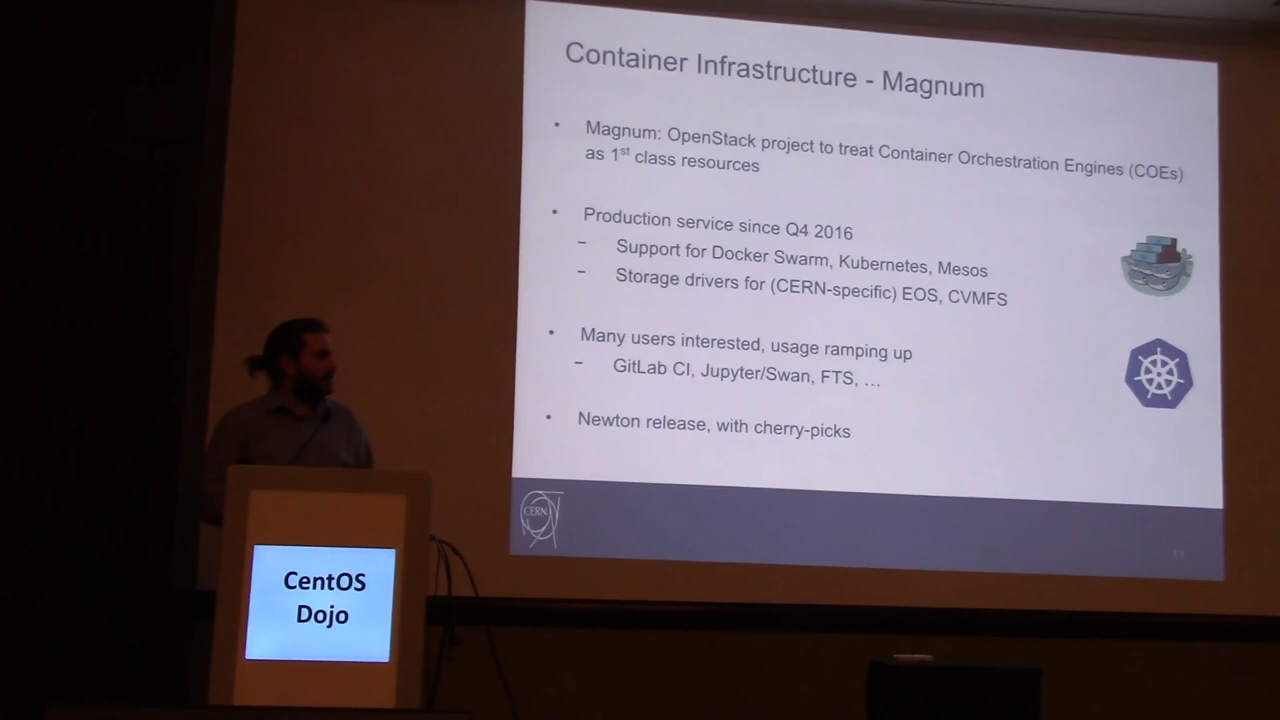 Container Infrastructure - Magnum
• Magnum: OpenStack project to treat Container Orchestration Engines (COEs)
as 1st class resources
• Production service since Q4 2016
– Support for Docker Swarm, Kubernetes, Mesos
– Storage drivers for (CERN-specific) EOS, CVMFS
• Many users interested, usage ramping up
– GitLab CI, Jupyter/Swan, FTS, …
• Newton release, with cherry-picks
CERN
CentOS
Dojo